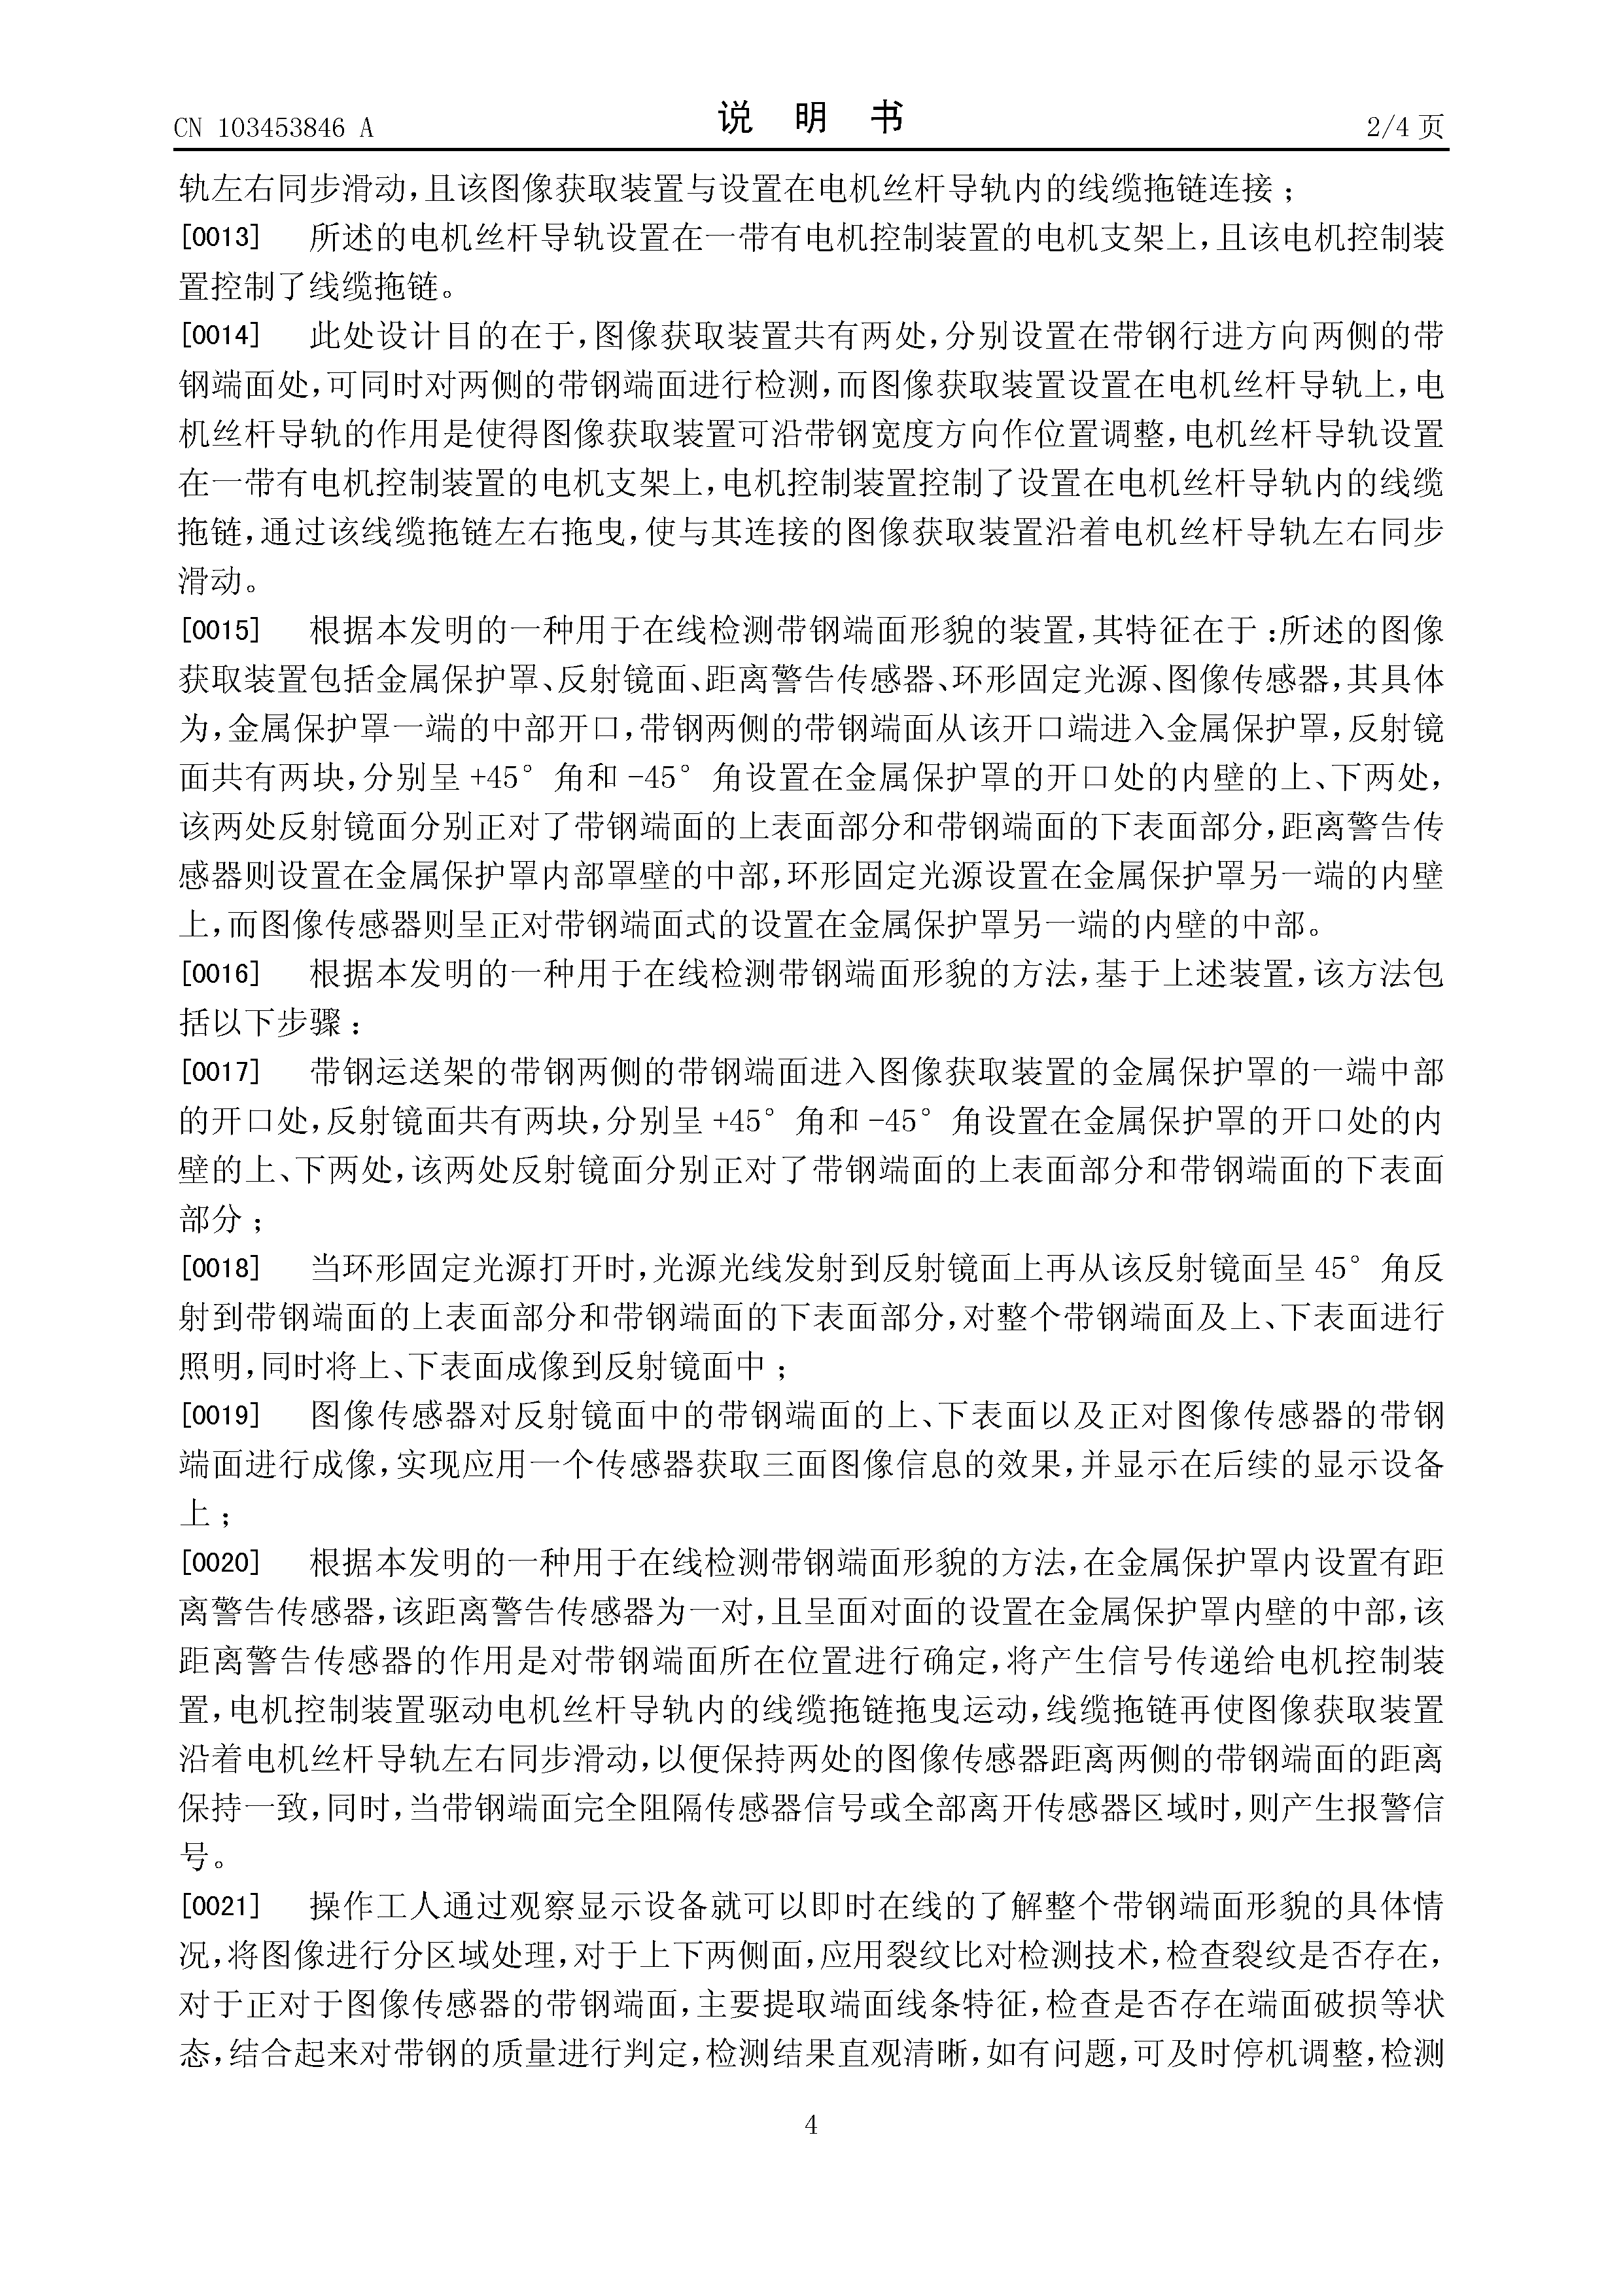 CN 103453846 A
说 明 书
2/4 页
轨左右同步滑动，且该图像获取装置与设置在电机丝杆导轨内的线缆拖链连接；
[0013] 所述的电机丝杆导轨设置在一带有电机控制装置的电机支架上，且该电机控制装
置控制了线缆拖链。
[0014] 此处设计目的在于，图像获取装置共有两处，分别设置在带钢行进方向两侧的带
钢端面处，可同时对两侧的带钢端面进行检测，而图像获取装置设置在电机丝杆导轨上，电
机丝杆导轨的作用是使得图像获取装置可沿带钢宽度方向作位置调整，电机丝杆导轨设置
在一带有电机控制装置的电机支架上，电机控制装置控制了设置在电机丝杆导轨内的线缆
拖链，通过该线缆拖链左右拖曳，使与其连接的图像获取装置沿着电机丝杆导轨左右同步
滑动。
[0015] 根据本发明的一种用于在线检测带钢端面形貌的装置，其特征在于：所述的图像
获取装置包括金属保护罩、反射镜面、距离警告传感器、环形固定光源、图像传感器，其具体
为，金属保护罩一端的中部开口，带钢两侧的带钢端面从该开口端进入金属保护罩，反射镜
面共有两块，分别呈 +45° 角和 -45° 角设置在金属保护罩的开口处的内壁的上、下两处，
该两处反射镜面分别正对了带钢端面的上表面部分和带钢端面的下表面部分，距离警告传
感器则设置在金属保护罩内部罩壁的中部，环形固定光源设置在金属保护罩另一端的内壁
上，而图像传感器则呈正对带钢端面式的设置在金属保护罩另一端的内壁的中部。
[0016] 根据本发明的一种用于在线检测带钢端面形貌的方法，基于上述装置，该方法包
括以下步骤：
[0017] 带钢运送架的带钢两侧的带钢端面进入图像获取装置的金属保护罩的一端中部
的开口处，反射镜面共有两块，分别呈 +45° 角和 -45° 角设置在金属保护罩的开口处的内
壁的上、下两处，该两处反射镜面分别正对了带钢端面的上表面部分和带钢端面的下表面
部分；
[0018] 当环形固定光源打开时，光源光线发射到反射镜面上再从该反射镜面呈 45° 角反
射到带钢端面的上表面部分和带钢端面的下表面部分，对整个带钢端面及上、下表面进行
照明，同时将上、下表面成像到反射镜面中；
[0019] 图像传感器对反射镜面中的带钢端面的上、下表面以及正对图像传感器的带钢
端面进行成像，实现应用一个传感器获取三面图像信息的效果，并显示在后续的显示设备
上；
[0020] 根据本发明的一种用于在线检测带钢端面形貌的方法，在金属保护罩内设置有距
离警告传感器，该距离警告传感器为一对，且呈面对面的设置在金属保护罩内壁的中部，该
距离警告传感器的作用是对带钢端面所在位置进行确定，将产生信号传递给电机控制装
置，电机控制装置驱动电机丝杆导轨内的线缆拖链拖曳运动，线缆拖链再使图像获取装置
沿着电机丝杆导轨左右同步滑动，以便保持两处的图像传感器距离两侧的带钢端面的距离
保持一致，同时，当带钢端面完全阻隔传感器信号或全部离开传感器区域时，则产生报警信
号。
[0021] 操作工人通过观察显示设备就可以即时在线的了解整个带钢端面形貌的具体情
况，将图像进行分区域处理，对于上下两侧面，应用裂纹比对检测技术，检查裂纹是否存在，
对于正对于图像传感器的带钢端面，主要提取端面线条特征，检查是否存在端面破损等状
态，结合起来对带钢的质量进行判定，检测结果直观清晰，如有问题，可及时停机调整，检测
4